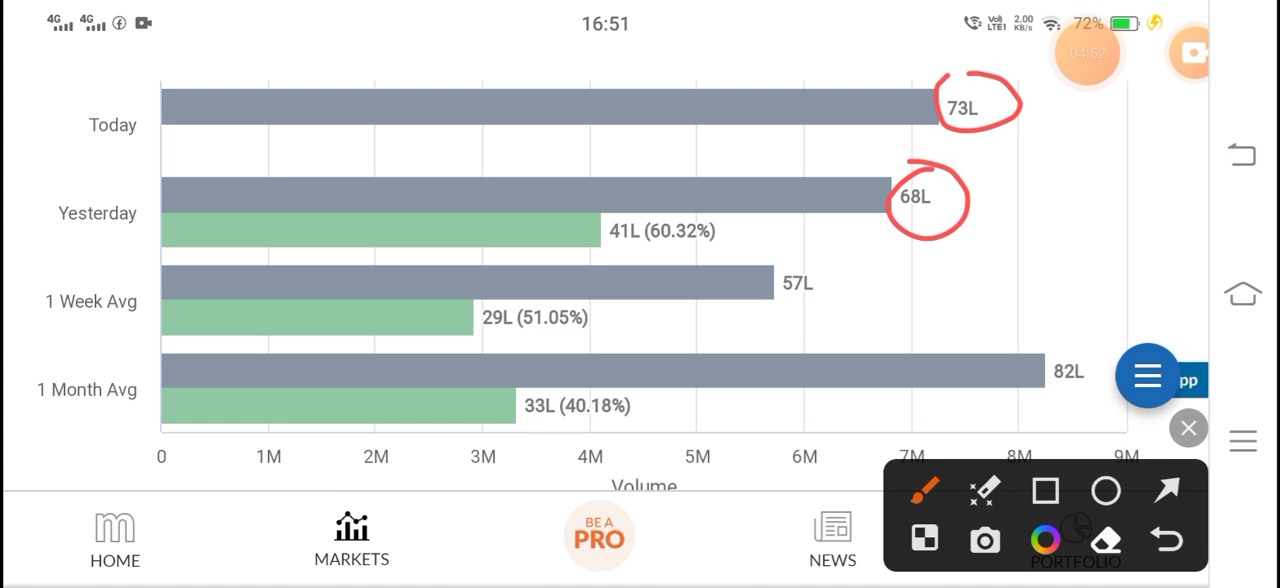 4G 4G 16:51 Vo) LTE1 2.00 KB/s 72%
04:52
Today 73L
Yesterday 68L
41L (60.32%)
1 Week Avg 57L
29L (51.05%)
1 Month Avg 82L
33L (40.18%)
pp
0 1M 2M 3M 4M 5M 6M 7M 8M 9M
Volume
BE A
PRO
HOME MARKETS NEWS PORTFOLIO